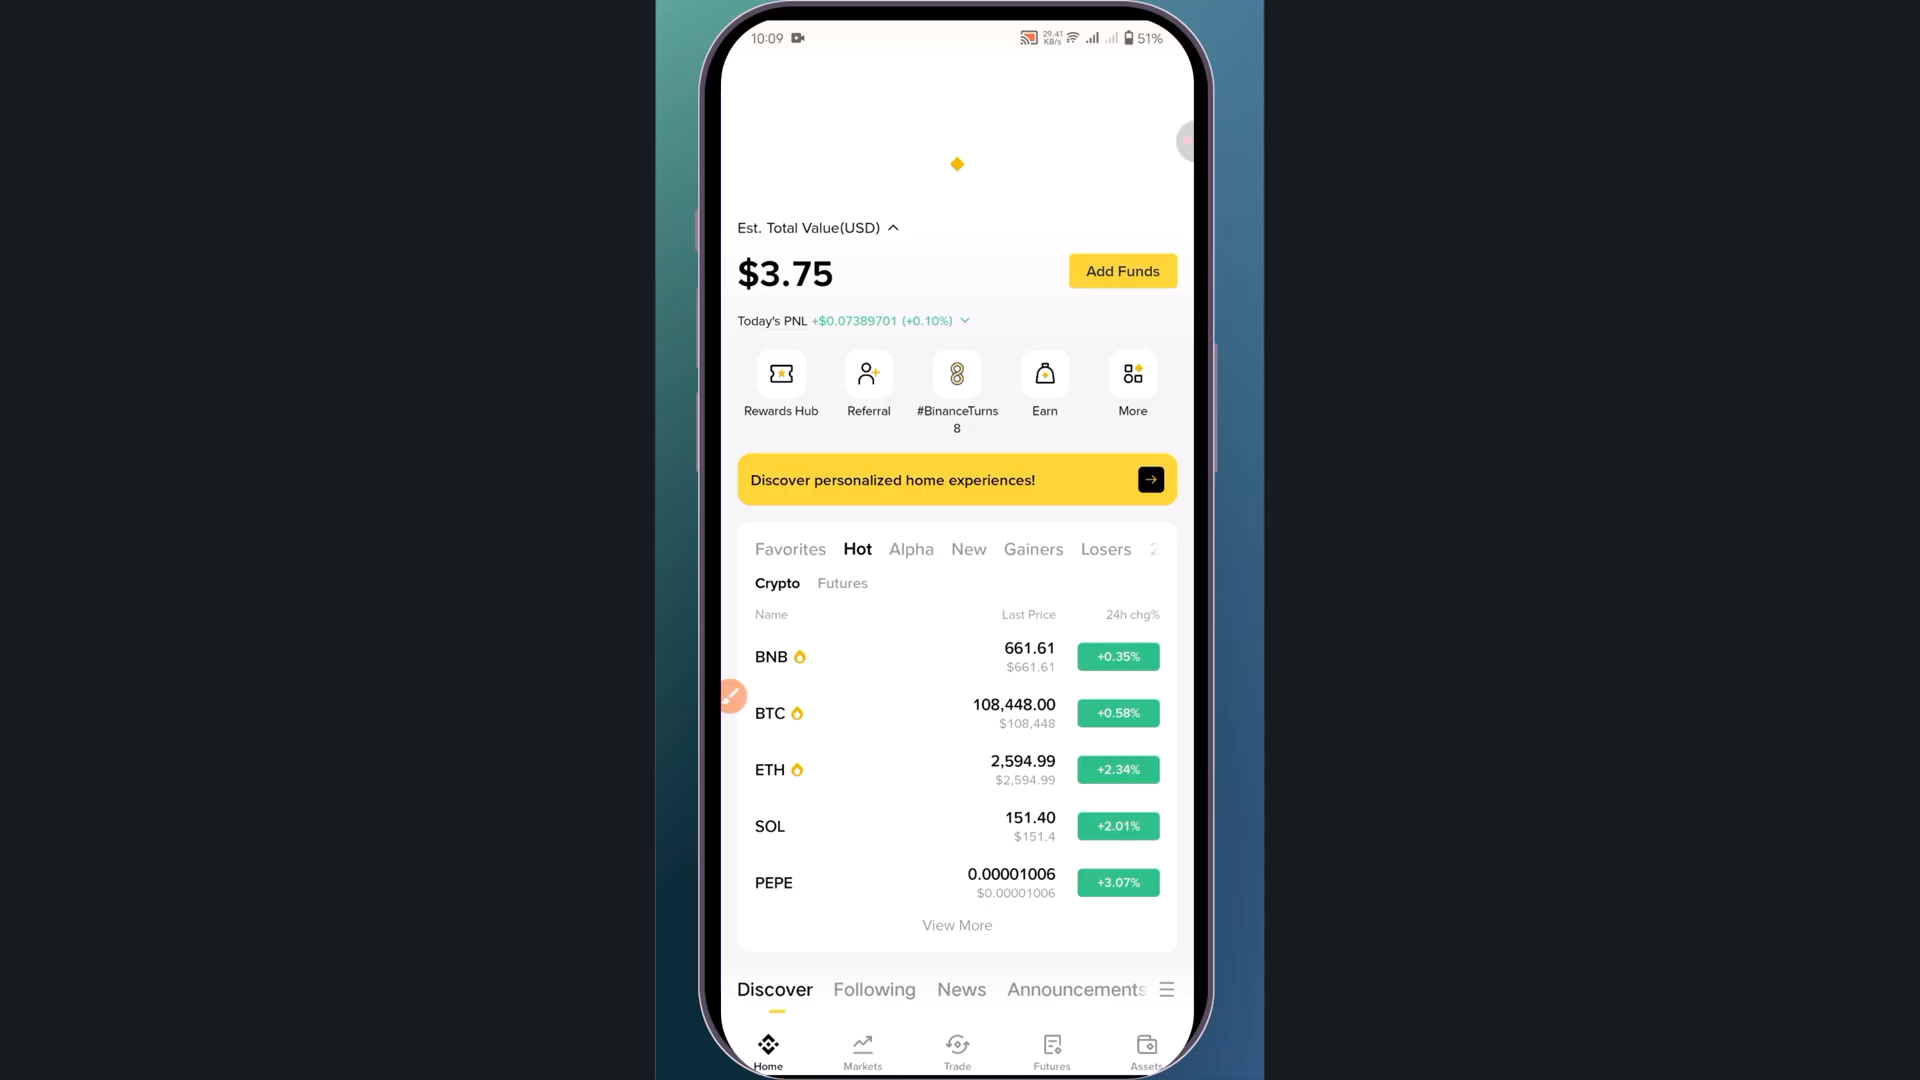 10:09 29.41 KB/s 51%
Est. Total Value(USD)
$3.75 Add Funds
Today's PNL +$0.07389701 (+0.10%)
Rewards Hub Referral #BinanceTurns 8 Earn More
Discover personalized home experiences!
Favorites Hot Alpha New Gainers Losers 2
Crypto Futures
Name Last Price 24h chg%
BNB 661.61 +0.35%
$661.61
BTC 108,448.00 +0.58%
$108,448
ETH 2,594.99 +2.34%
$2,594.99
SOL 151.40 +2.01%
$151.4
PEPE 0.00001006 +3.07%
$0.00001006
View More
Discover Following News Announcements
Home Markets Trade Futures Assets